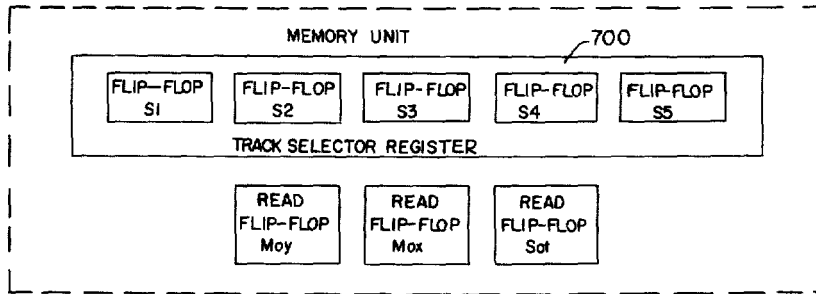 MEMORY UNIT
700
FLIP-FLOP FLIP-FLOP FLIP-FLOP FLIP-FLOP FLIP-FLOP
S1 S2 S3 S4 S5
TRACK SELECTOR REGISTER
READ READ READ
FLIP-FLOP FLIP-FLOP FLIP-FLOP
Moy Mox Sot